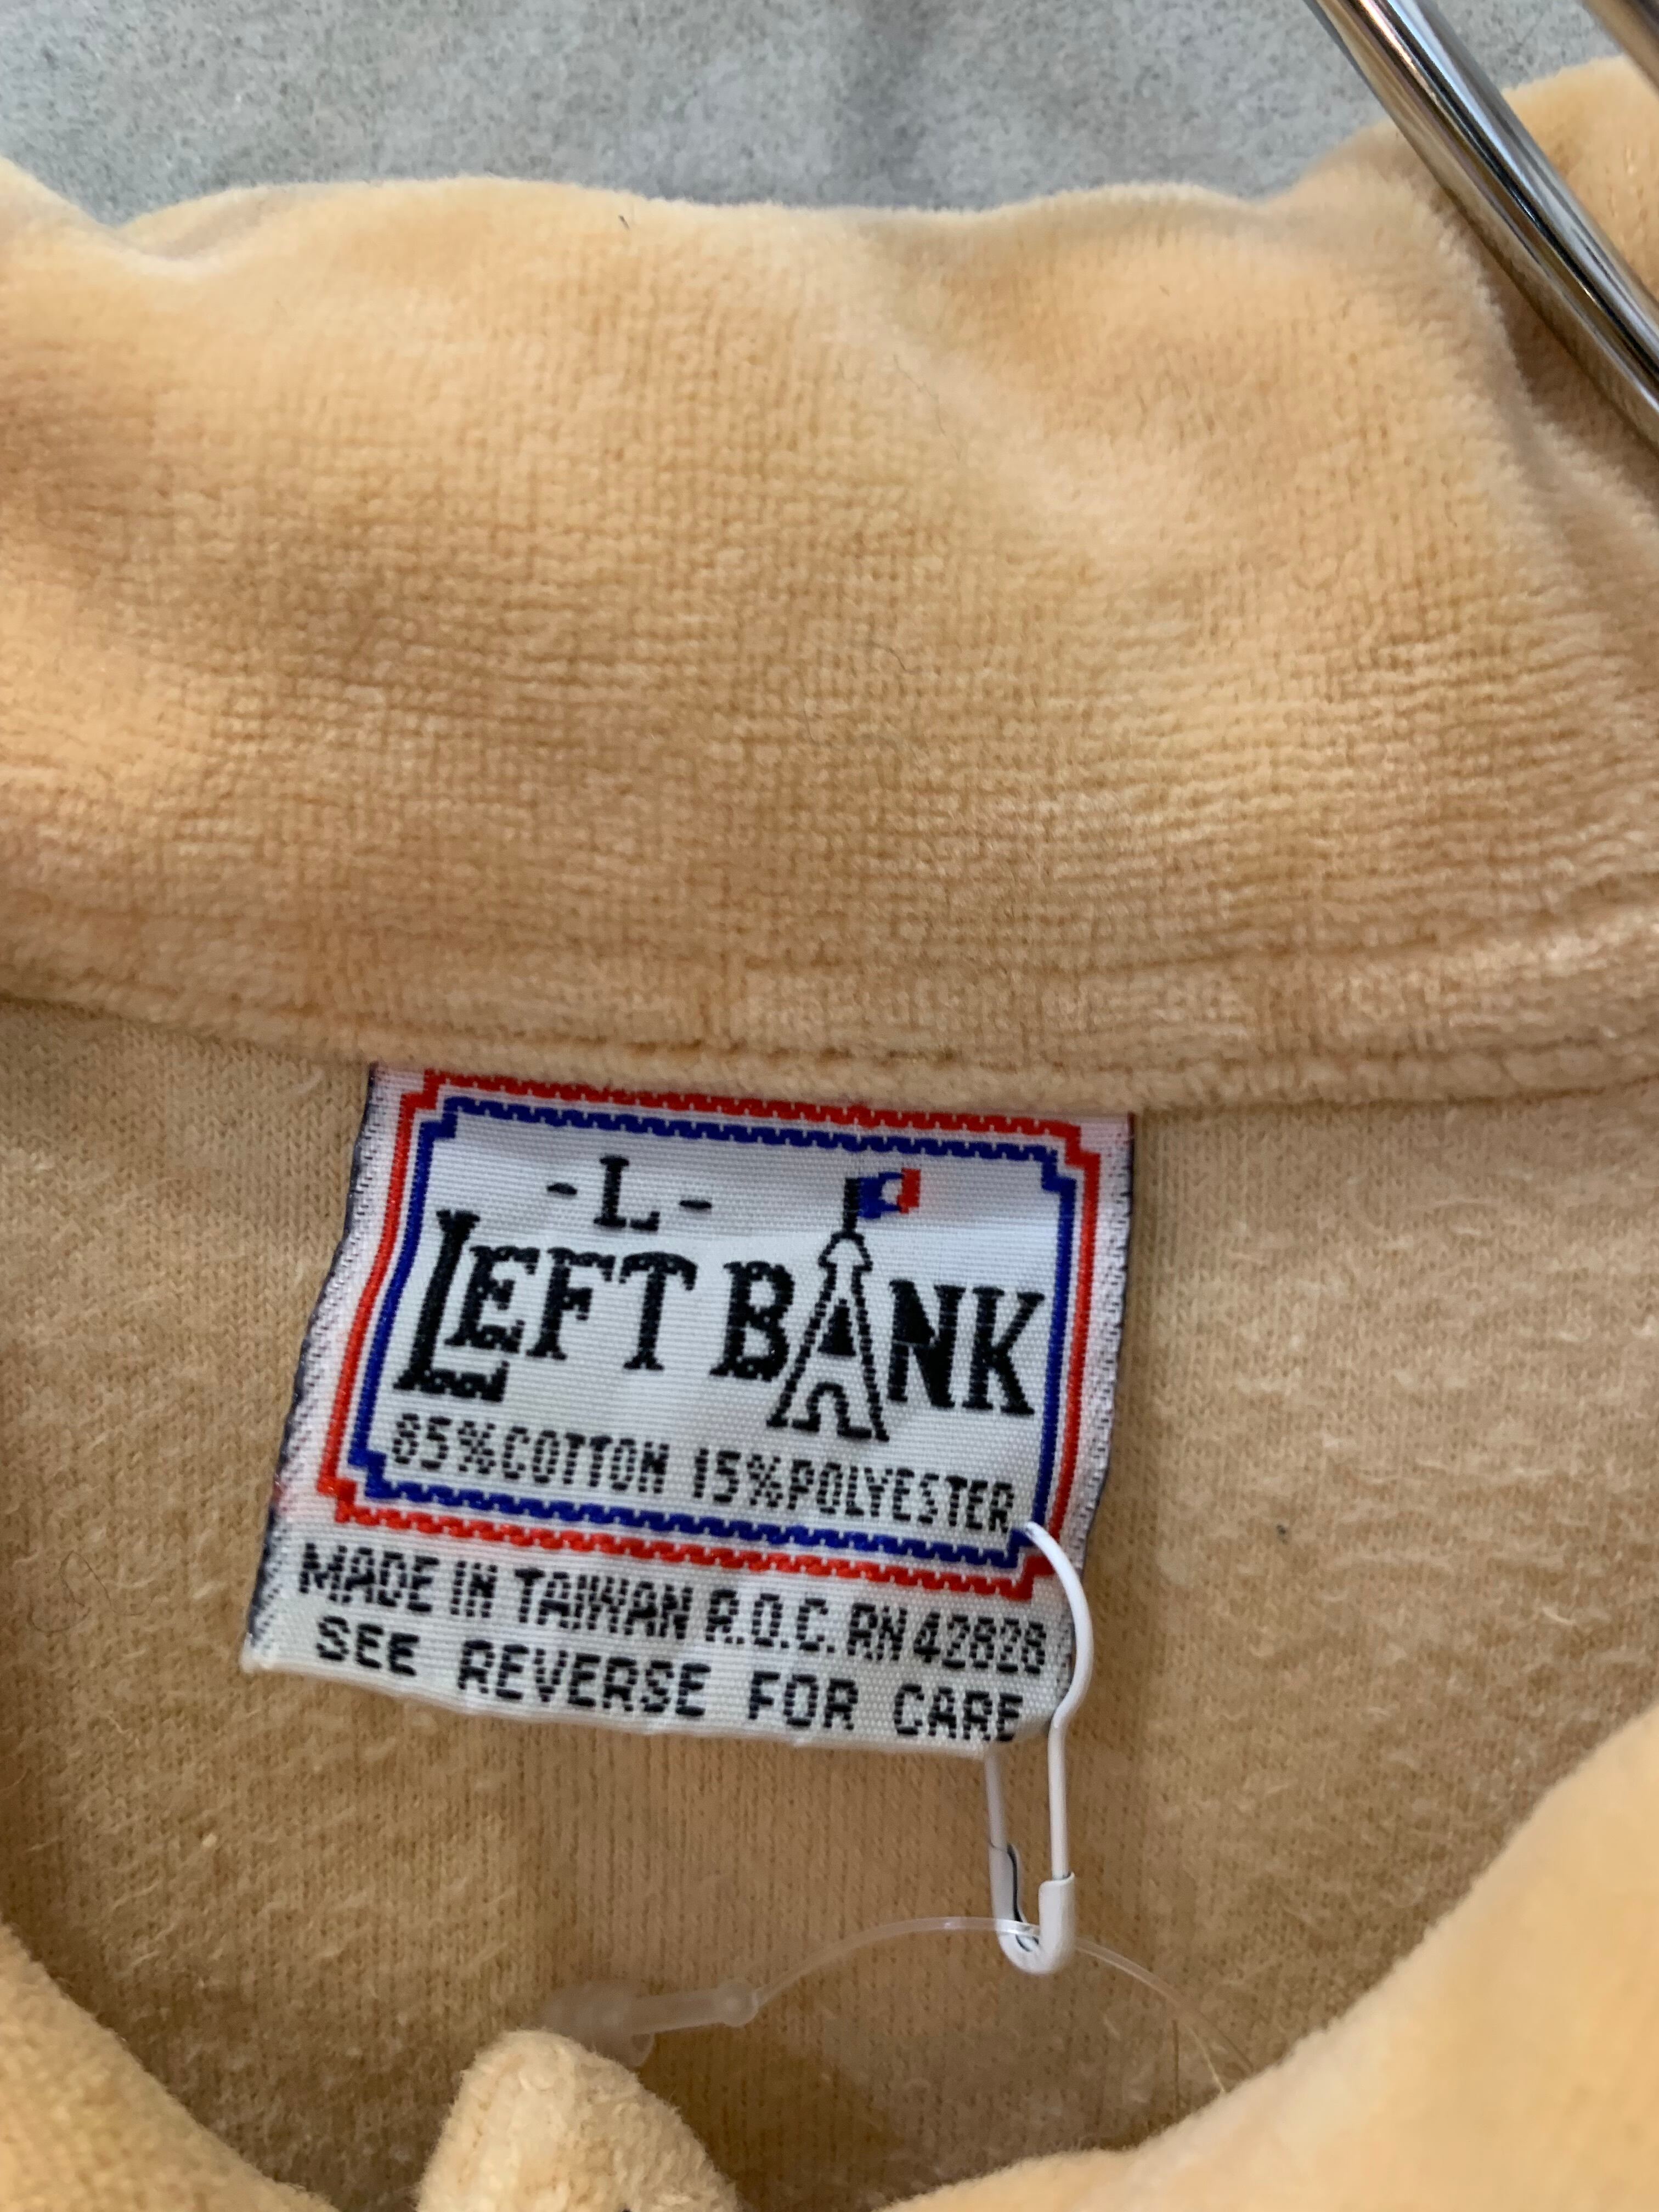 -L-
LEFT BANK
85%COTTON 15%POLYESTER
MADE IN TAIWAN R.O.C. RN 42828
SEE REVERSE FOR CARE